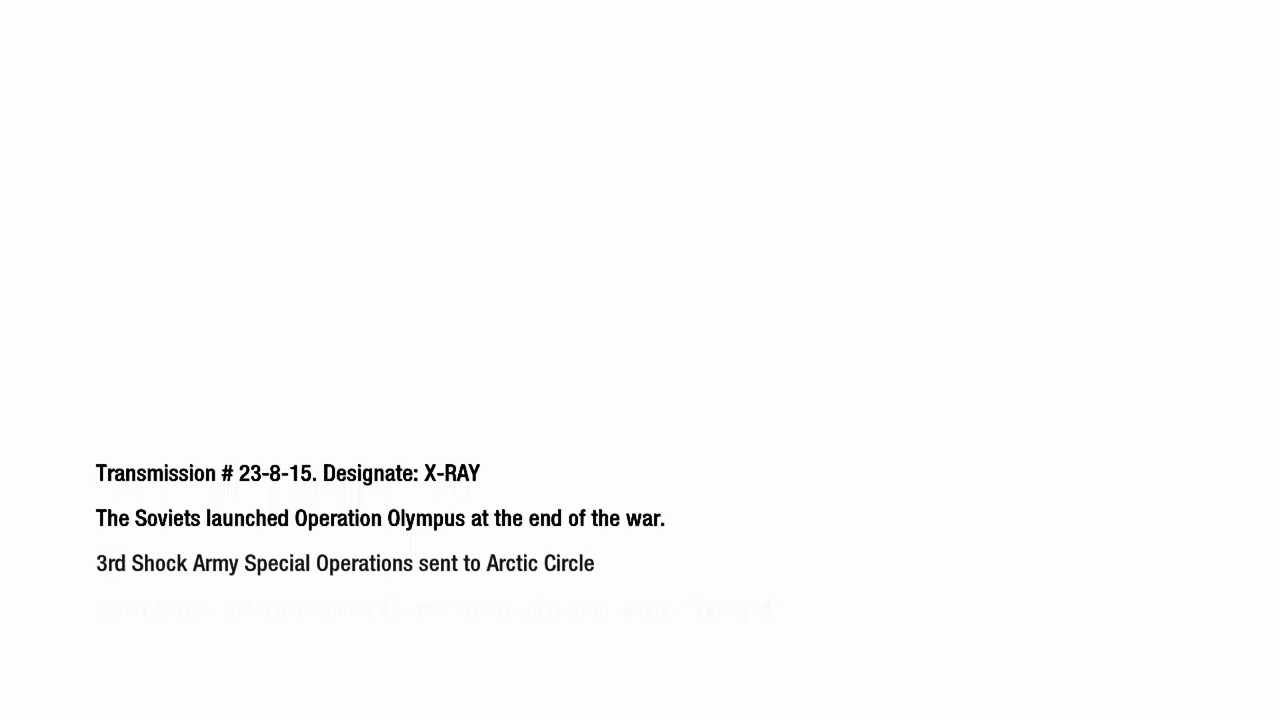 Transmission # 23-8-15. Designate: X-RAY
The Soviets launched Operation Olympus at the end of the war.
3rd Shock Army Special Operations sent to Arctic Circle